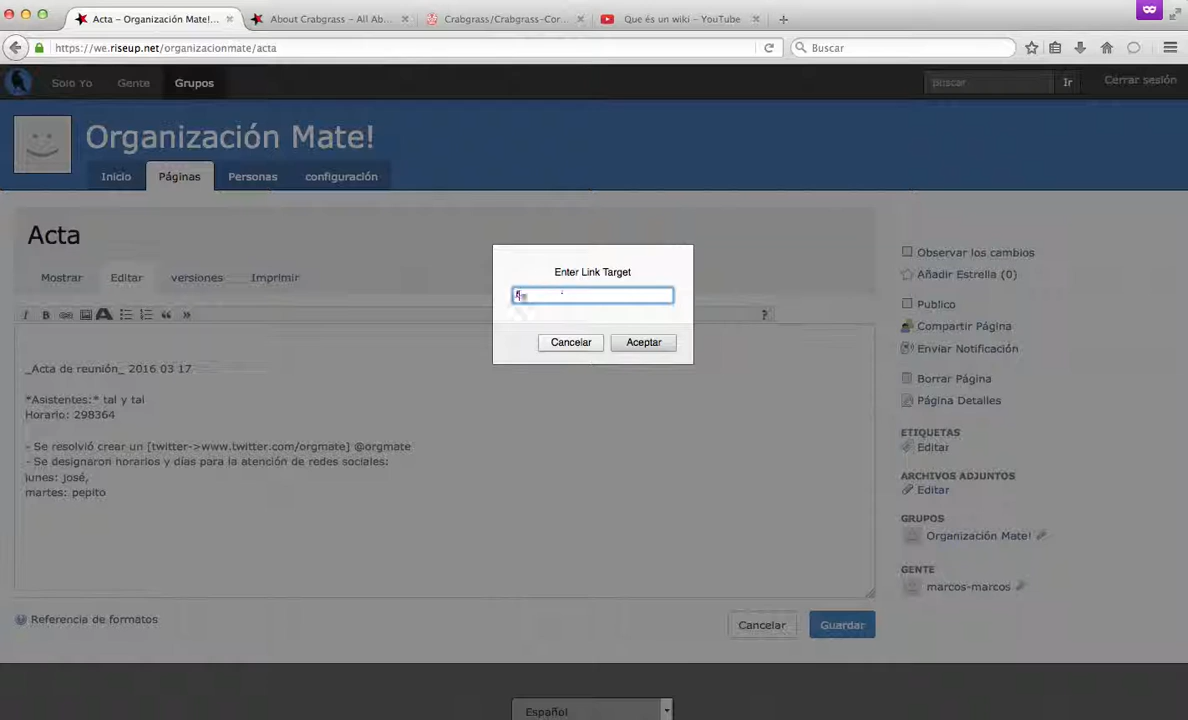 Acta – Organización Mate!...
About Crabgrass – All Ab...
Crabgrass/Crabgrass-Cor...
Que és un wiki - YouTube
https://we.riseup.net/organizacionmate/acta
Buscar
Solo Yo
Gente
Grupos
Buscar
Ir
Cerrar sesión
Organización Mate!
Inicio
Páginas
Personas
configuración
Acta
Mostrar
Editar
versiones
Imprimir
I B A “ » ?
Enter Link Target
Cancelar
Aceptar
_Acta de reunión_ 2016 03 17
*Asistentes:* tal y tal
Horario: 298364
- Se resolvió crear un [twitter->www.twitter.com/orgmate] @orgmate
- Se designaron horarios y días para la atención de redes sociales:
lunes: josé,
martes: pepito
Referencia de formatos
Cancelar
Guardar
Observar los cambios
Añadir Estrella (0)
Publico
Compartir Página
Enviar Notificación
Borrar Página
Página Detalles
ETIQUETAS
Editar
ARCHIVOS ADJUNTOS
Editar
GRUPOS
Organización Mate!
GENTE
marcos-marcos
Español